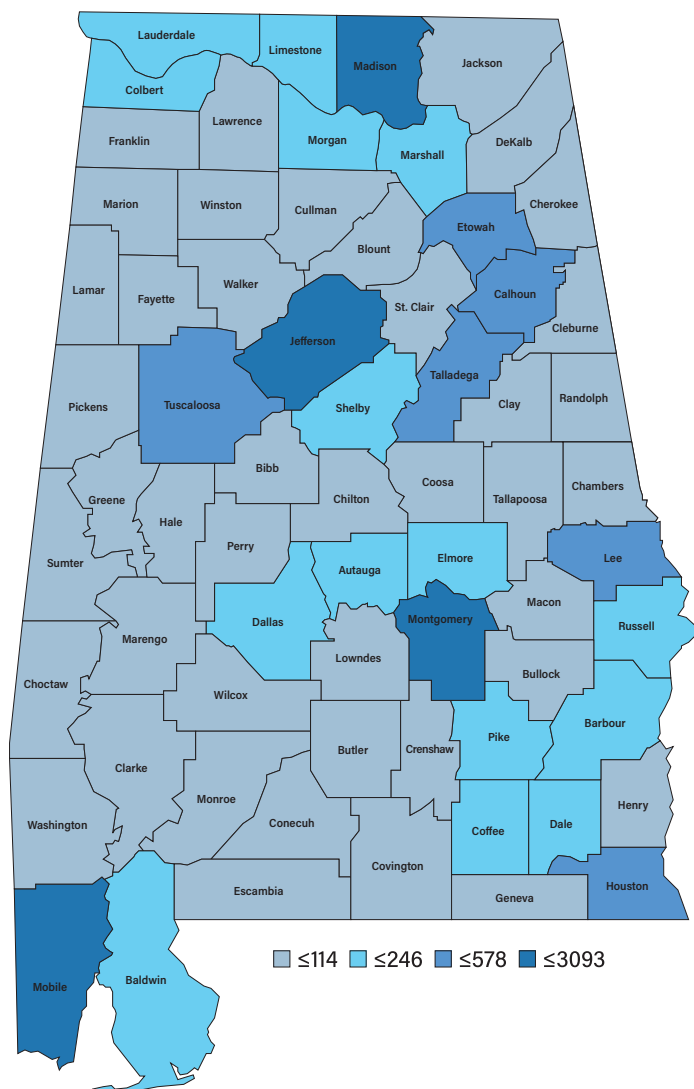 Lauderdale
Limestone
Madison
Jackson
Colbert
Lawrence
Franklin
Morgan
Marshall
DeKalb
Marion
Winston
Cullman
Cherokee
Etowah
Blount
Lamar
Fayette
Walker
St. Clair
Calhoun
Cleburne
Jefferson
Talladega
Pickens
Tuscaloosa
Shelby
Clay
Randolph
Bibb
Greene
Hale
Chilton
Coosa
Tallapoosa
Chambers
Sumter
Perry
Autauga
Elmore
Lee
Macon
Dallas
Montgomery
Russell
Marengo
Lowndes
Bullock
Choctaw
Wilcox
Barbour
Pike
Butler
Crenshaw
Clarke
Monroe
Henry
Washington
Conecuh
Coffee
Dale
Covington
Escambia
Geneva
Houston
≤114 ≤246 ≤578 ≤3093
Mobile
Baldwin